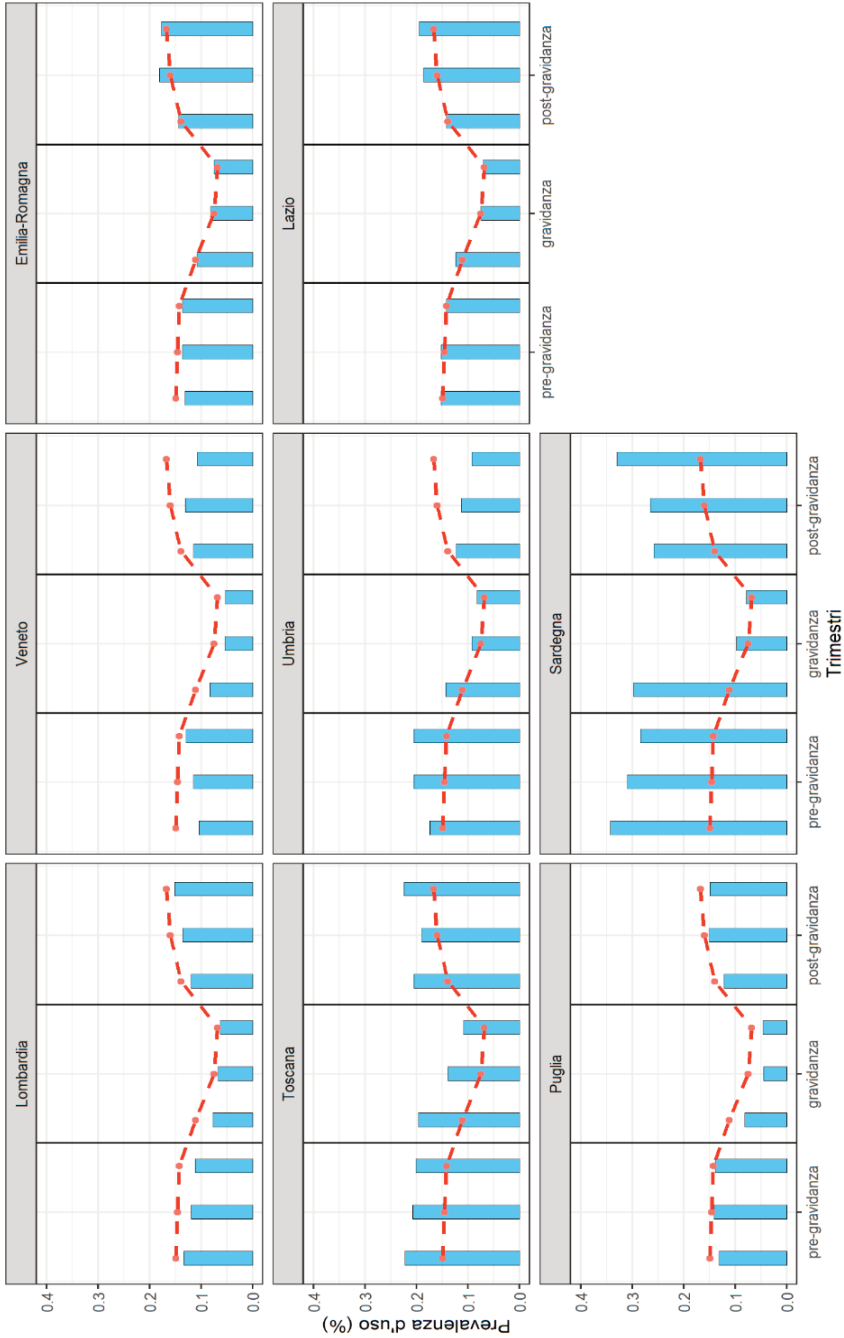 Lombardia
Veneto
Emilia-Romagna
0.4
0.3
0.2
0.1
0.0
Toscana
Umbria
Lazio
0.4
0.3
0.2
0.1
0.0
pre-gravidanza gravidanza post-gravidanza
Puglia
Sardegna
0.4
0.3
0.2
0.1
0.0
pre-gravidanza gravidanza post-gravidanza
pre-gravidanza gravidanza post-gravidanza
Trimestri
Prevalenza d'uso (%)